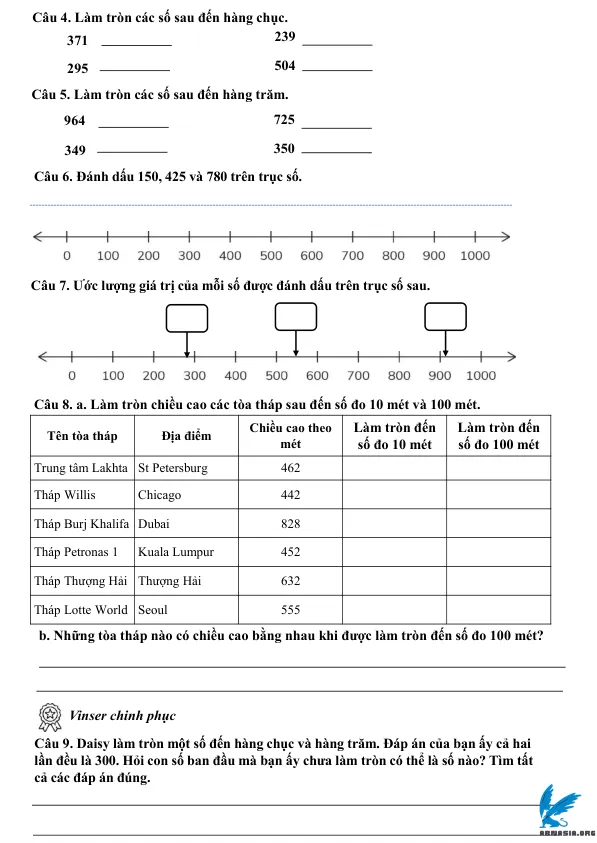 Câu 4. Làm tròn các số sau đến hàng chục.
371 ________ 239 ________
295 ________ 504 ________
Câu 5. Làm tròn các số sau đến hàng trăm.
964 ________ 725 ________
349 ________ 350 ________
Câu 6. Đánh dấu 150, 425 và 780 trên trục số.
0 100 200 300 400 500 600 700 800 900 1000
Câu 7. Ước lượng giá trị của mỗi số được đánh dấu trên trục số sau.
0 100 200 300 400 500 600 700 800 900 1000
Câu 8. a. Làm tròn chiều cao các tòa tháp sau đến số đo 10 mét và 100 mét.
Tên tòa tháp Địa điểm Chiều cao theo mét Làm tròn đến số đo 10 mét Làm tròn đến số đo 100 mét
Trung tâm Lakhta St Petersburg 462
Tháp Willis Chicago 442
Tháp Burj Khalifa Dubai 828
Tháp Petronas 1 Kuala Lumpur 452
Tháp Thượng Hải Thượng Hải 632
Tháp Lotte World Seoul 555
b. Những tòa tháp nào có chiều cao bằng nhau khi được làm tròn đến số đo 100 mét?
Vinser chinh phục
Câu 9. Daisy làm tròn một số đến hàng chục và hàng trăm. Đáp án của bạn ấy cả hai
lần đều là 300. Hỏi con số ban đầu mà bạn ấy chưa làm tròn có thể là số nào? Tìm tất
cả các đáp án đúng.
ARMASIA.ORG